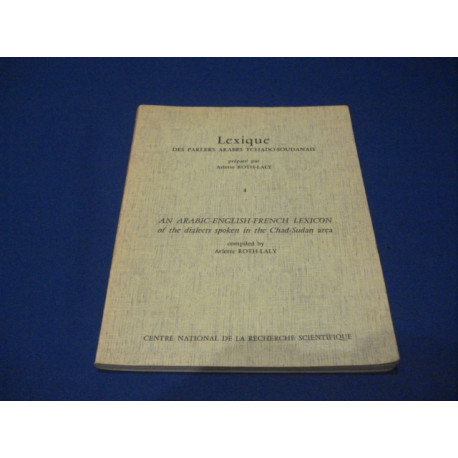 Lexique
DES PARLERS ARABES TCHADO-SOUDANAIS
préparé par
Arlette ROTH-LALY
4
AN ARABIC-ENGLISH-FRENCH LEXICON
of the dialects spoken in the Chad-Sudan area
compiled by
Arlette ROTH-LALY
CENTRE NATIONAL DE LA RECHERCHE SCIENTIFIQUE